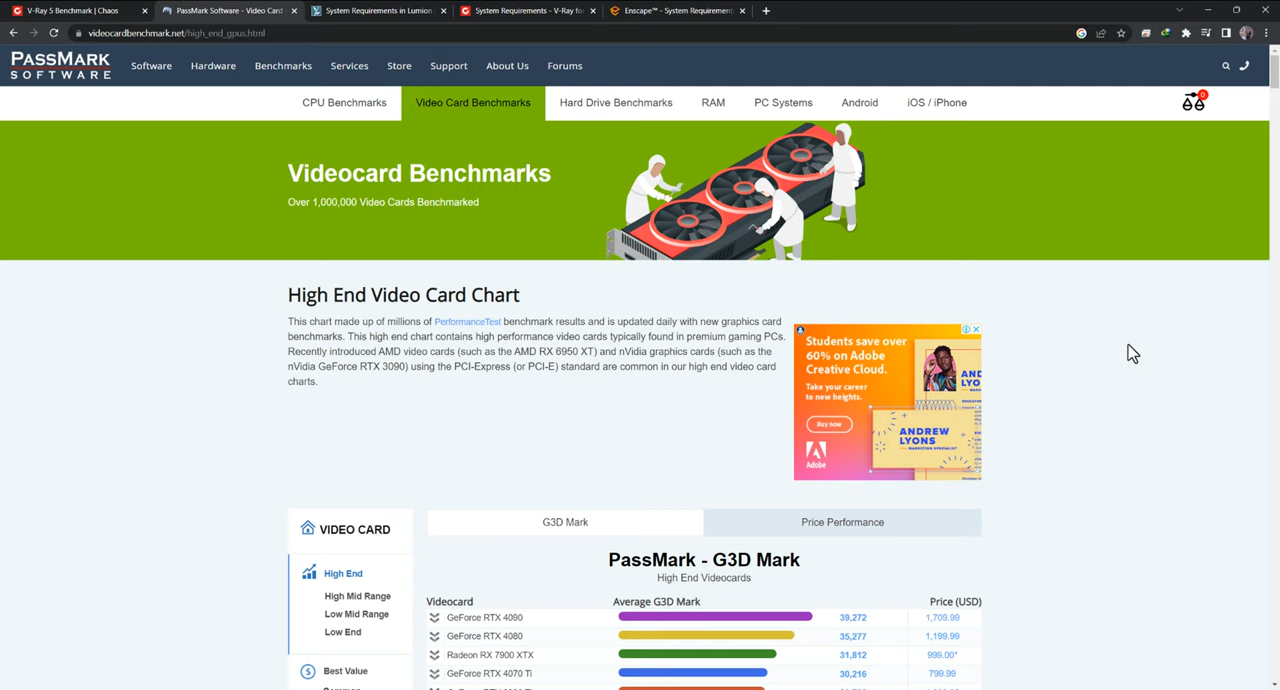 V-Ray 5 Benchmark | Chaos
PassMark Software - Video Card
System Requirements in Lumion
System Requirements - V-Ray fo
Enscape™ - System Requirement
videocardbenchmark.net/high_end_gpus.html
PASSMARK
SOFTWARE
Software
Hardware
Benchmarks
Services
Store
Support
About Us
Forums
CPU Benchmarks
Video Card Benchmarks
Hard Drive Benchmarks
RAM
PC Systems
Android
iOS / iPhone
0
Videocard Benchmarks
Over 1,000,000 Video Cards Benchmarked
High End Video Card Chart
This chart made up of millions of PerformanceTest benchmark results and is updated daily with new graphics card
benchmarks. This high end chart contains high performance video cards typically found in premium gaming PCs.
Recently introduced AMD video cards (such as the AMD RX 6950 XT) and nVidia graphics cards (such as the
nVidia GeForce RTX 3090) using the PCI-Express (or PCI-E) standard are common in our high end video card
charts.
Students save over
60% on Adobe
Creative Cloud.
Take your career
to new heights.
Buy now
Adobe
ANDREW
LYONS
MARKETING SPECIALIST
VIDEO CARD
High End
High Mid Range
Low Mid Range
Low End
Best Value
G3D Mark
Price Performance
PassMark - G3D Mark
High End Videocards
Videocard Average G3D Mark Price (USD)
GeForce RTX 4090 39,272 1,709.99
GeForce RTX 4080 35,277 1,199.99
Radeon RX 7900 XTX 31,812 999.00*
GeForce RTX 4070 Ti 30,216 799.99